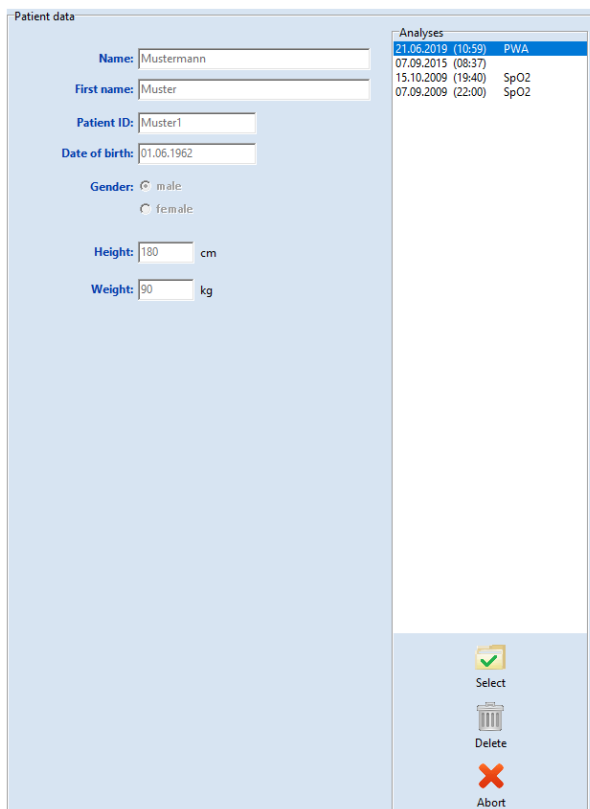 Patient data
Name: Mustermann
First name: Muster
Patient ID: Muster1
Date of birth: 01.06.1962
Gender: male
female
Height: 180 cm
Weight: 90 kg
Analyses
21.06.2019 (10:59) PWA
07.09.2015 (08:37)
15.10.2009 (19:40) SpO2
07.09.2009 (22:00) SpO2
Select
Delete
Abort